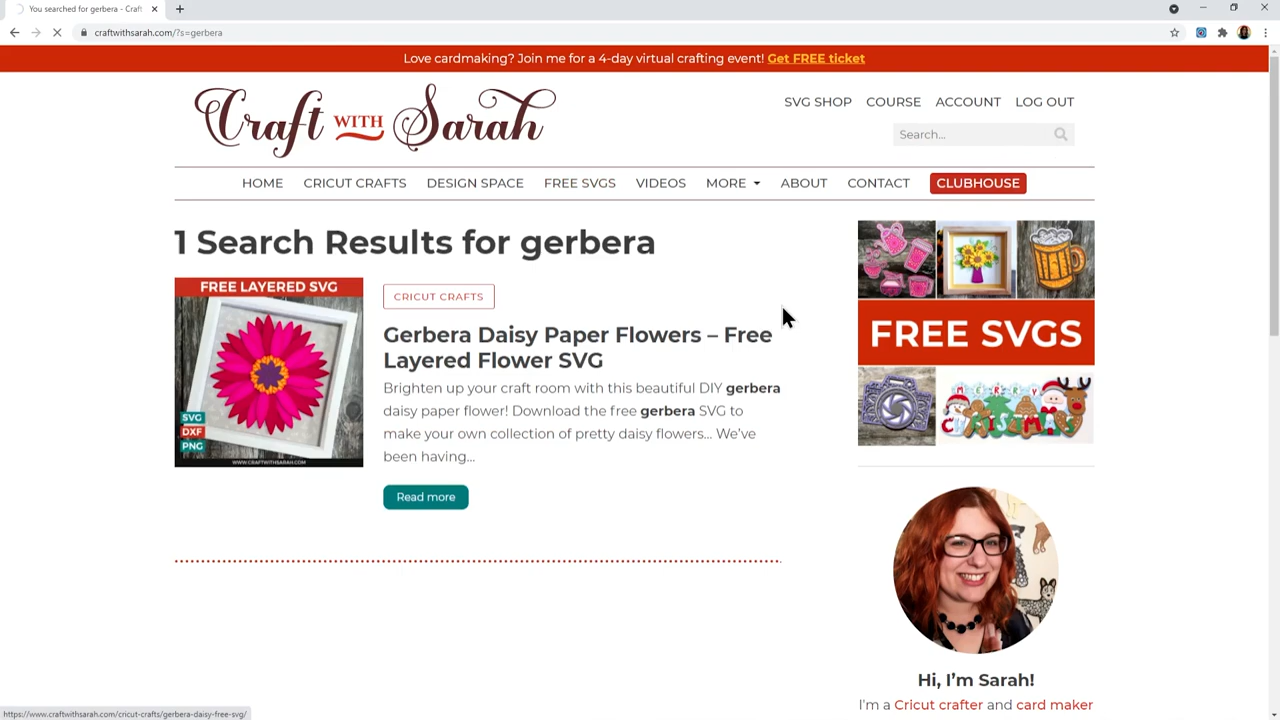 You searched for gerbera - Craf
craftwithsarah.com/?s=gerbera
Love cardmaking? Join me for a 4-day virtual crafting event! Get FREE ticket
Craft WITH Sarah
SVG SHOP COURSE ACCOUNT LOG OUT
Search...
HOME CRICUT CRAFTS DESIGN SPACE FREE SVGS VIDEOS MORE ABOUT CONTACT CLUBHOUSE
1 Search Results for gerbera
FREE LAYERED SVG
SVG
DXF
PNG
WWW.CRAFTWITHSARAH.COM
CRICUT CRAFTS
Gerbera Daisy Paper Flowers – Free
Layered Flower SVG
Brighten up your craft room with this beautiful DIY gerbera
daisy paper flower! Download the free gerbera SVG to
make your own collection of pretty daisy flowers... We've
been having...
Read more
FREE SVGS
MERRY
CHRISTMAS
Hi, I'm Sarah!
I'm a Cricut crafter and card maker
https://www.craftwithsarah.com/cricut-crafts/gerbera-daisy-free-svg/